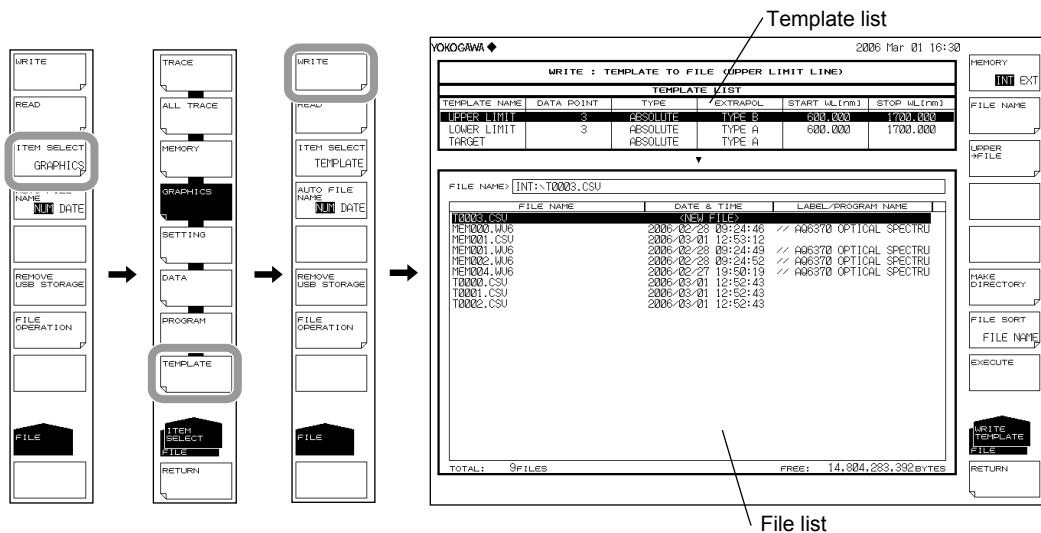 Template list
WRITE
READ
ITEM SELECT
GRAPHICS
AUTO FILE
NAME
NUM DATE
REMOVE
USB STORAGE
FILE
OPERATION
FILE
TRACE
ALL TRACE
MEMORY
GRAPHICS
SETTING
DATA
PROGRAM
TEMPLATE
ITEM
SELECT
FILE
RETURN
WRITE
READ
ITEM SELECT
TEMPLATE
AUTO FILE
NAME
NUM DATE
REMOVE
USB STORAGE
FILE
OPERATION
FILE
YOKOGAWA 2006 Mar 01 16:30
WRITE : TEMPLATE TO FILE (UPPER LIMIT LINE)
TEMPLATE LIST
TEMPLATE NAME DATA POINT TYPE EXTRAPOL START WL[nm] STOP WL[nm]
UPPER LIMIT 3 ABSOLUTE TYPE B 600.000 1700.000
LOWER LIMIT 3 ABSOLUTE TYPE A 600.000 1700.000
TARGET ABSOLUTE TYPE A
FILE NAME> INT:\T0003.CSV
FILE NAME DATE & TIME LABEL/PROGRAM NAME
T0003.CSV <NEW FILE>
MEM000.WV6 2006/02/28 09:24:46 // AQ6370 OPTICAL SPECTRU
MEM001.CSV 2006/03/01 12:53:12
MEM001.WV6 2006/02/28 09:24:49 // AQ6370 OPTICAL SPECTRU
MEM002.WV6 2006/02/28 09:24:52 // AQ6370 OPTICAL SPECTRU
MEM004.WV6 2006/02/27 19:50:19 // AQ6370 OPTICAL SPECTRU
T0000.CSV 2006/03/01 12:52:43
T0001.CSV 2006/03/01 12:52:43
T0002.CSV 2006/03/01 12:52:43
TOTAL: 9FILES FREE: 14,804,283,392BYTES
MEMORY
INT EXT
FILE NAME
UPPER
→FILE
MAKE
DIRECTORY
FILE SORT
FILE NAME
EXECUTE
WRITE
TEMPLATE
FILE
RETURN
File list